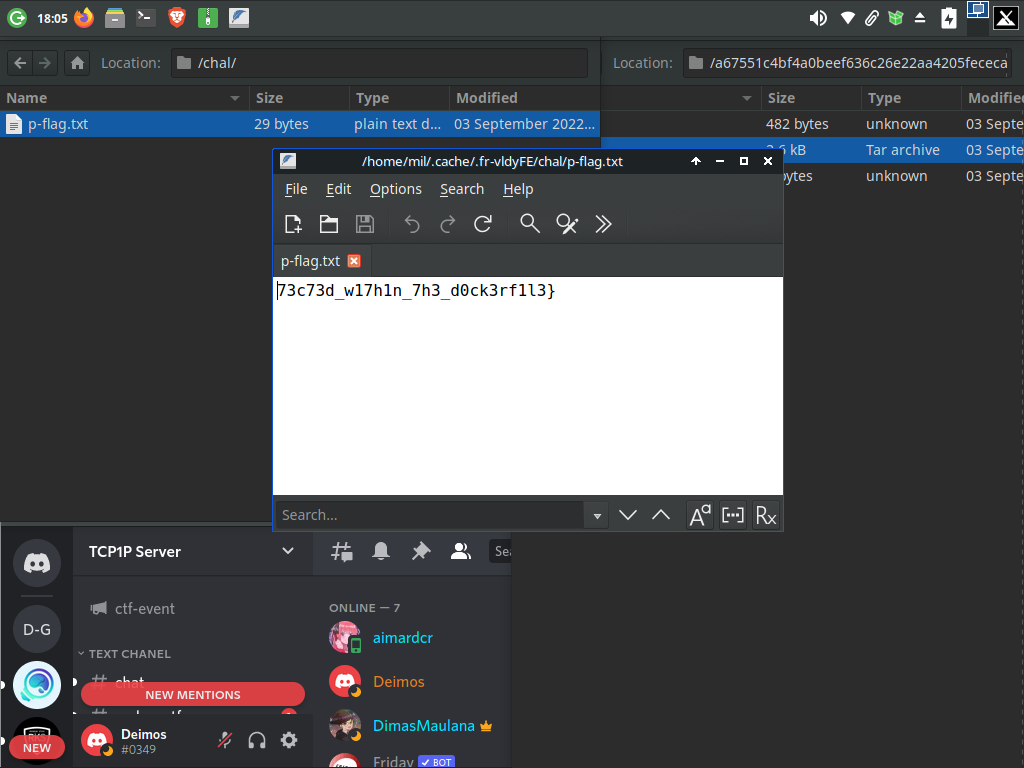 18:05
Location:
/chal/
Location:
/a67551c4bf4a0beef636c26e22aa4205fececa
Name
Size
Type
Modified
Size
Type
Modified
p-flag.txt
29 bytes
plain text d...
03 September 2022...
482 bytes
unknown
03 Septe
kB
Tar archive
03 Septe
bytes
unknown
03 Septe
/home/mil/.cache/.fr-vldyFE/chal/p-flag.txt
File
Edit
Options
Search
Help
p-flag.txt
73c73d_w17h1n_7h3_d0ck3rf1l3}
Search...
TCP1P Server
Sea
ctf-event
ONLINE — 7
D-G
aimardcr
TEXT CHANEL
chat
NEW MENTIONS
Deimos
DimasMaulana
NEW
Deimos
#0349
Friday
BOT